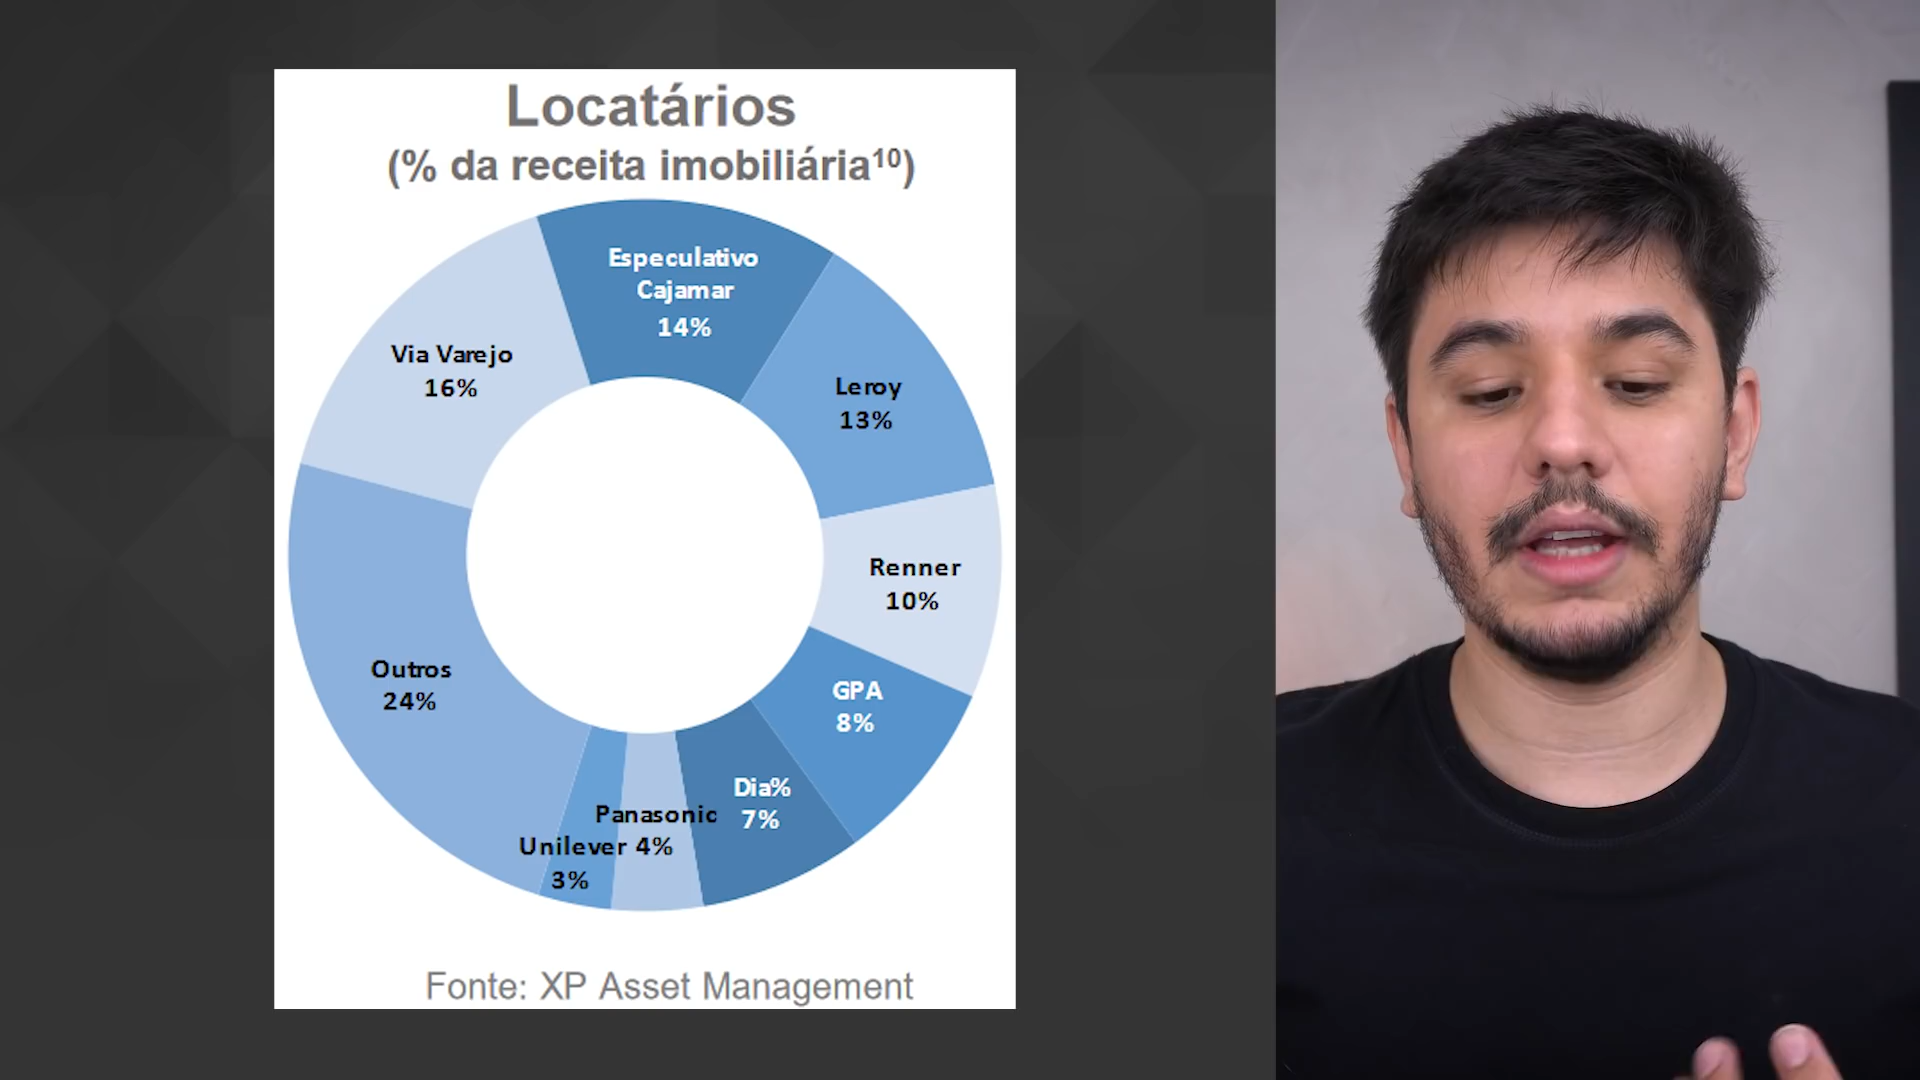 Locatários
(% da receita imobiliária¹⁰)
Especulativo
Cajamar
14%
Via Varejo
16%
Leroy
13%
Renner
10%
Outros
24%
GPA
8%
Dia%
7%
Panasonic
4%
Unilever
3%
Fonte: XP Asset Management